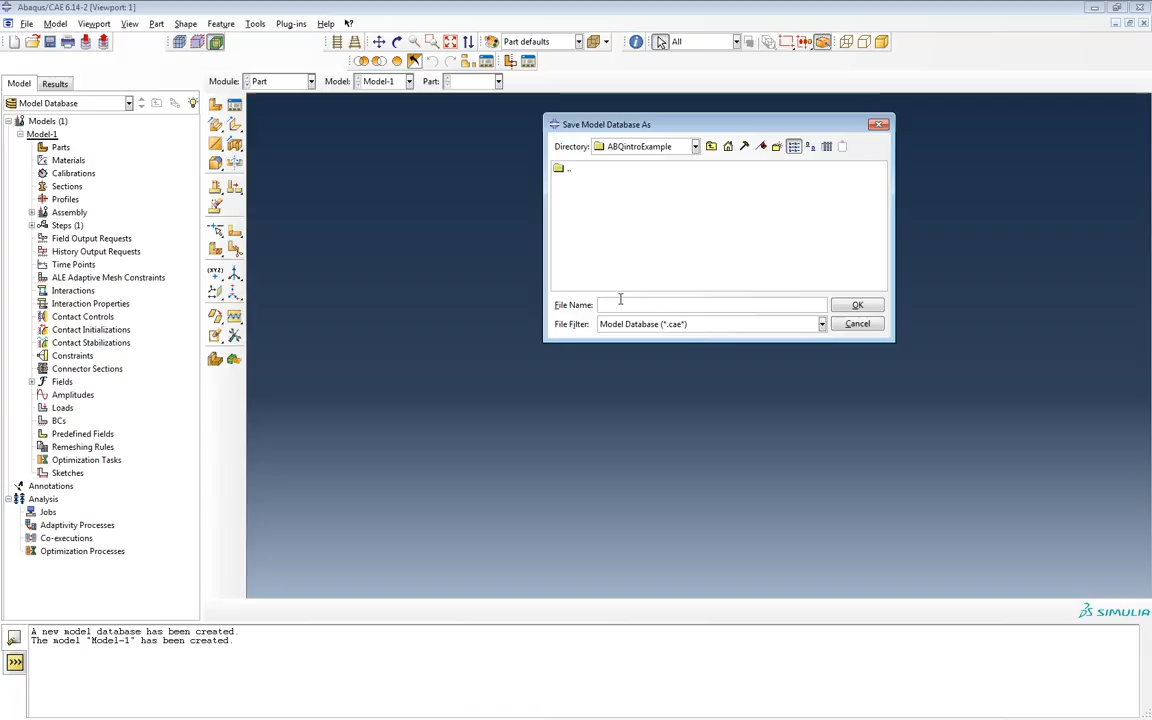 Abaqus/CAE 6.14-2 [Viewport: 1]
File Model Viewport View Part Shape Feature Tools Plug-ins Help
Part defaults
All
Model Results
Module: Part Model: Model-1 Part:
Model Database
Models (1)
Model-1
Parts
Materials
Calibrations
Sections
Profiles
Assembly
Steps (1)
Field Output Requests
History Output Requests
Time Points
ALE Adaptive Mesh Constraints
Interactions
Interaction Properties
Contact Controls
Contact Initializations
Contact Stabilizations
Constraints
Connector Sections
Fields
Amplitudes
Loads
BCs
Predefined Fields
Remeshing Rules
Optimization Tasks
Sketches
Annotations
Analysis
Jobs
Adaptivity Processes
Co-executions
Optimization Processes
Save Model Database As
Directory: ABQintroExample
..
File Name:
OK
File Filter: Model Database (*.cae*)
Cancel
(XYZ)
SIMULIA
A new model database has been created.
The model "Model-1" has been created.
>>>